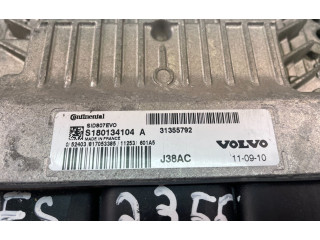 Continental
SID807EVO
S180134104 A
MADE IN FRANCE
31355792
VOLVO
J38AC
11-09-10